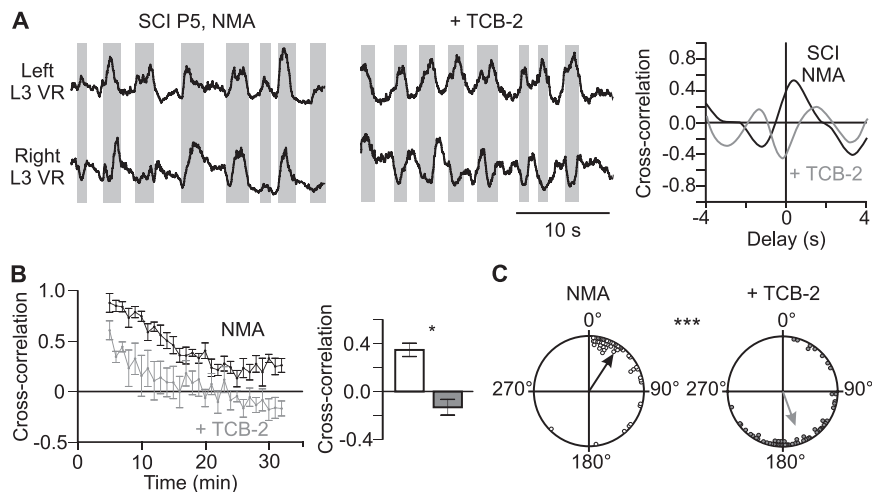 A
SCI P5, NMA
+ TCB-2
Left
L3 VR
Right
L3 VR
10 s
Cross-correlation
0.8
0.4
0.0
-0.4
-0.8
SCI
NMA
+ TCB-2
-4
0
4
Delay (s)
B
Cross-correlation
1.0
0.5
0
-0.5
NMA
+ TCB-2
0
10
20
30
Time (min)
Cross-correlation
0.4
0.0
-0.4
*
C
NMA
0°
270°
90°
180°
***
+ TCB-2
0°
270°
90°
180°